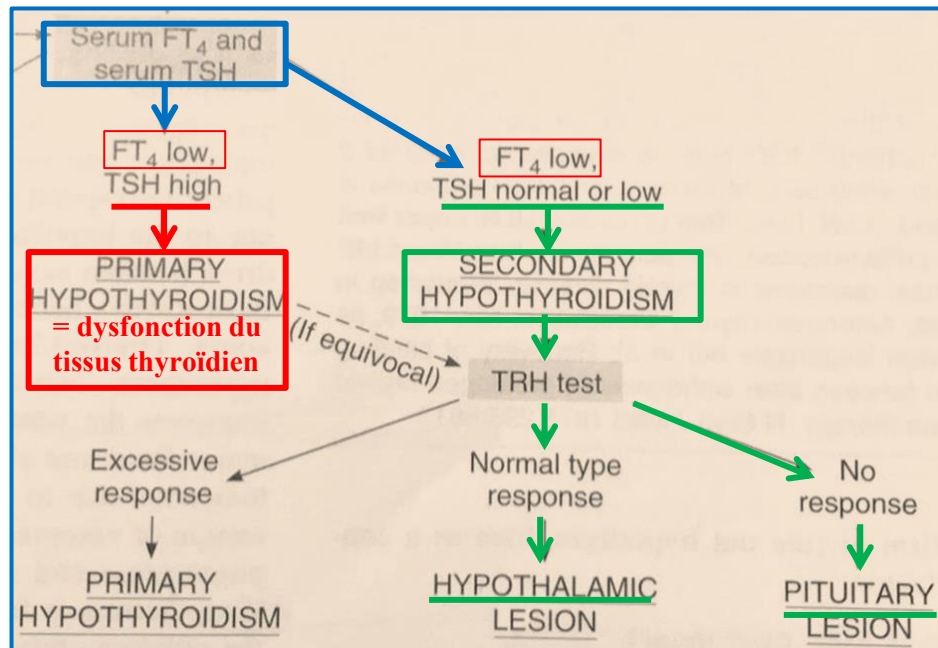 Serum FT₄ and
serum TSH
FT₄ low,
TSH high
FT₄ low,
TSH normal or low
PRIMARY
HYPOTHYROIDISM
= dysfonction du
tissus thyroïdien
SECONDARY
HYPOTHYROIDISM
(If equivocal)
TRH test
Excessive
response
Normal type
response
No
response
PRIMARY
HYPOTHYROIDISM
HYPOTHALAMIC
LESION
PITUITARY
LESION